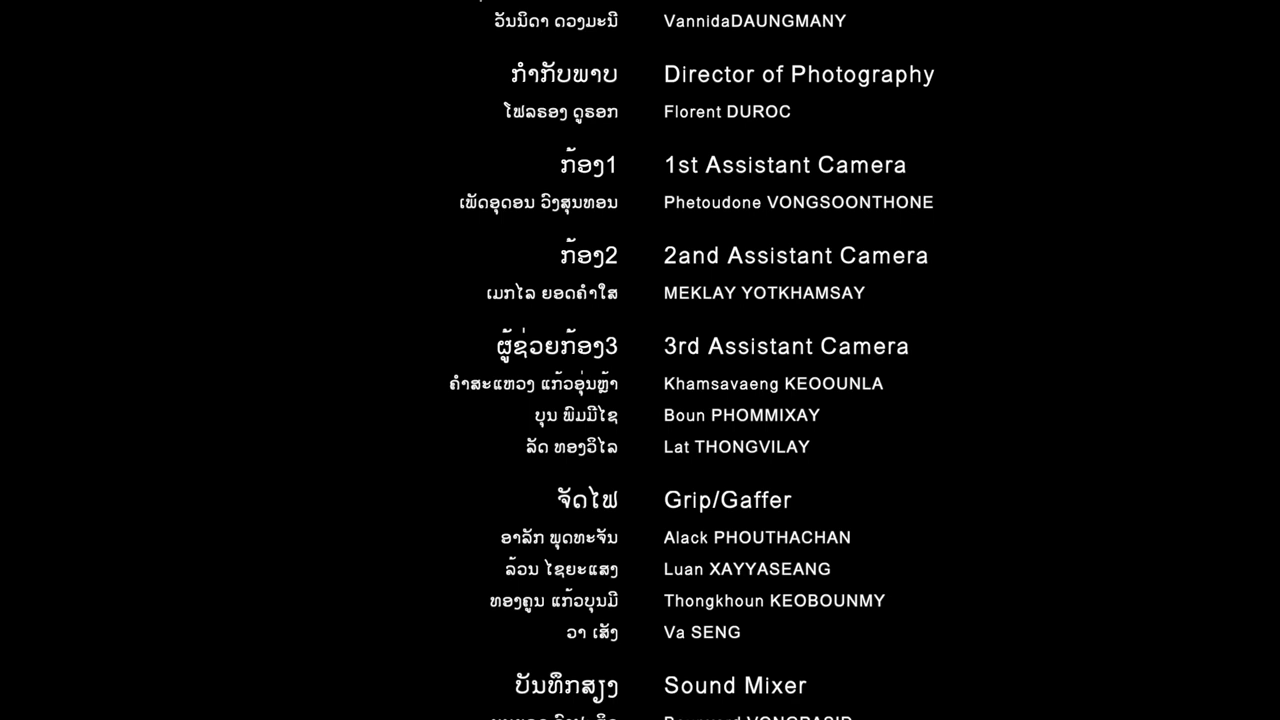 ວັນນິດາ ດວງມະນີ VannidaDAUNGMANY
ກຳກັບພາບ Director of Photography
ໂຟລຣອງ ດູຣອກ Florent DUROC
ກ້ອງ1 1st Assistant Camera
ເພັດອຸດອນ ວົງສຸນທອນ Phetoudone VONGSOONTHONE
ກ້ອງ2 2and Assistant Camera
ເມກໄລ ຍອດຄຳໃສ MEKLAY YOTKHAMSAY
ຜູ້ຊ່ວຍກ້ອງ3 3rd Assistant Camera
ຄຳສະແຫວງ ແກ້ວອຸ່ນຫຼ້າ Khamsavaeng KEOOUNLA
ບຸນ ພົມມີໄຊ Boun PHOMMIXAY
ລັດ ທອງວິໄລ Lat THONGVILAY
ຈັດໄຟ Grip/Gaffer
ອາລັກ ພຸດທະຈັນ Alack PHOUTHACHAN
ລ້ວນ ໄຊຍະແສງ Luan XAYYASEANG
ທອງຄູນ ແກ້ວບຸນມີ Thongkhoun KEOBOUNMY
ວາ ເສັງ Va SENG
ບັນທຶກສຽງ Sound Mixer